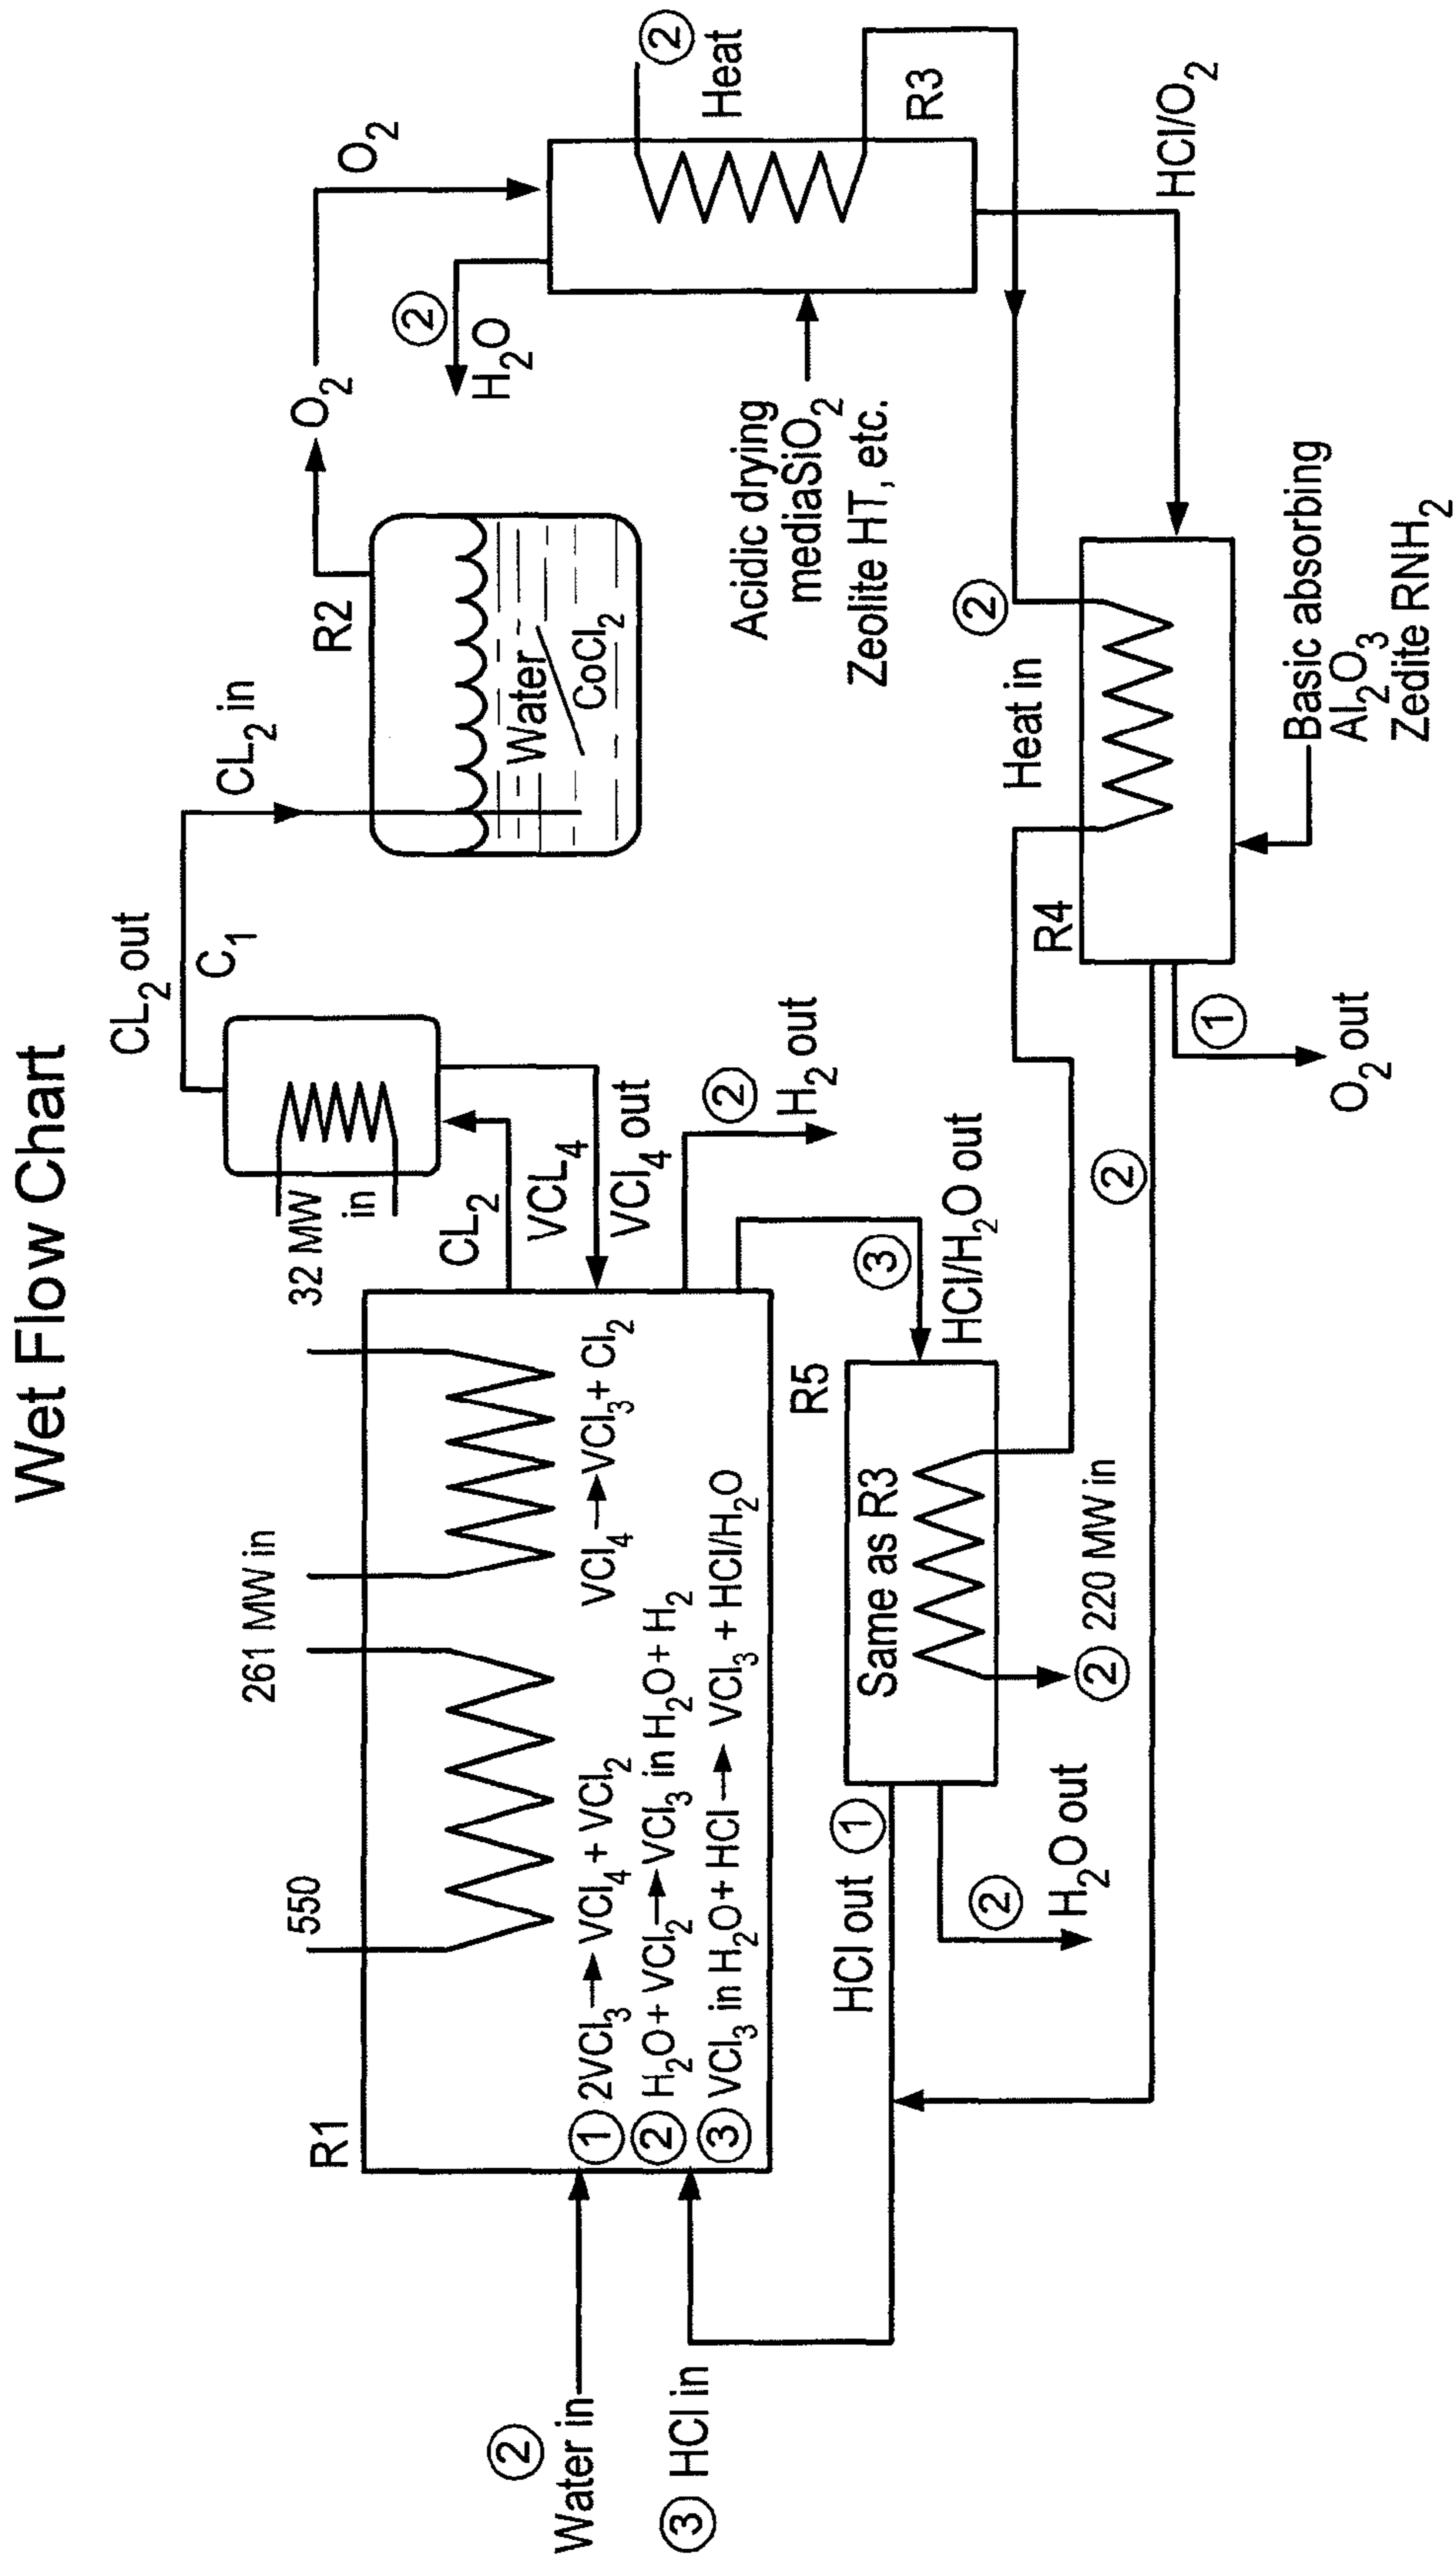 Wet Flow Chart
R1
550
261 MW in
32 MW
in
CL2 out
C1
CL2 in
R2
Water
CoCl2
O2
O2
② 
H2O
②
Heat
R3
Acidic drying
mediaSiO2
Zeolite HT, etc.
HCl/O2
VCl4 → VCl3 + Cl2
① 2VCl3 → VCl4 + VCl2
② H2O + VCl2 → VCl3 in H2O + H2
③ VCl3 in H2O + HCl → VCl3 + HCl/H2O
CL2
VCL4
VCl4 out
②
H2 out
③
HCl/H2O out
②
Water in
③ HCl in
R5
Same as R3
HCl out ①
②
H2O out
② 220 MW in
②
R4
Heat in
②
①
O2 out
Basic absorbing
Al2O3
Zedite RNH2